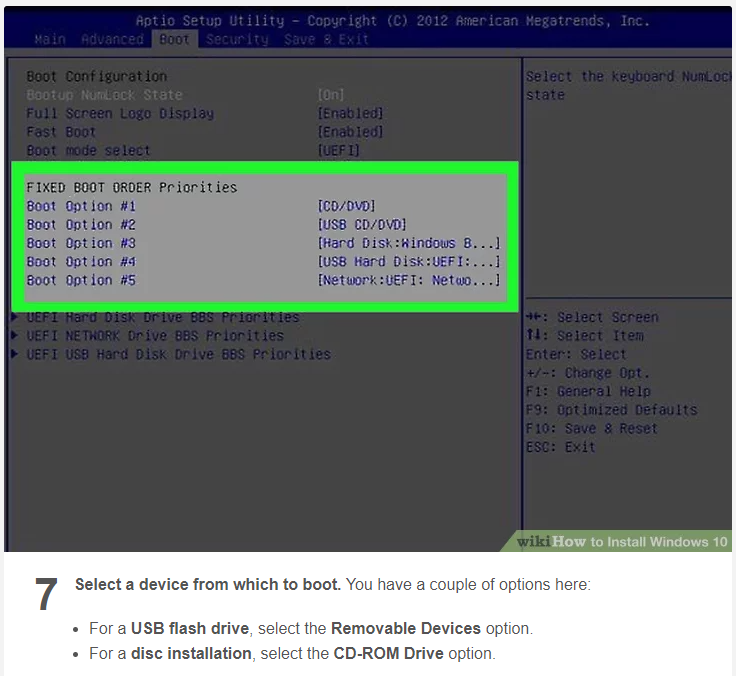 Aptio Setup Utility - Copyright (C) 2012 American Megatrends, Inc.
Main Advanced Boot Security Save & Exit
Boot Configuration
Bootup NumLock State [On]
Full Screen Logo Display [Enabled]
Fast Boot [Enabled]
Boot mode select [UEFI]
FIXED BOOT ORDER Priorities
Boot Option #1 [CD/DVD]
Boot Option #2 [USB CD/DVD]
Boot Option #3 [Hard Disk:Windows B...]
Boot Option #4 [USB Hard Disk:UEFI:...]
Boot Option #5 [Network:UEFI: Netwo...]
UEFI Hard Disk Drive BBS Priorities
UEFI NETWORK Drive BBS Priorities
UEFI USB Hard Disk Drive BBS Priorities
Select the keyboard NumLock
state
→←: Select Screen
↑↓: Select Item
Enter: Select
+/-: Change Opt.
F1: General Help
F9: Optimized Defaults
F10: Save & Reset
ESC: Exit
wikiHow to Install Windows 10
7 Select a device from which to boot. You have a couple of options here:
• For a USB flash drive, select the Removable Devices option.
• For a disc installation, select the CD-ROM Drive option.